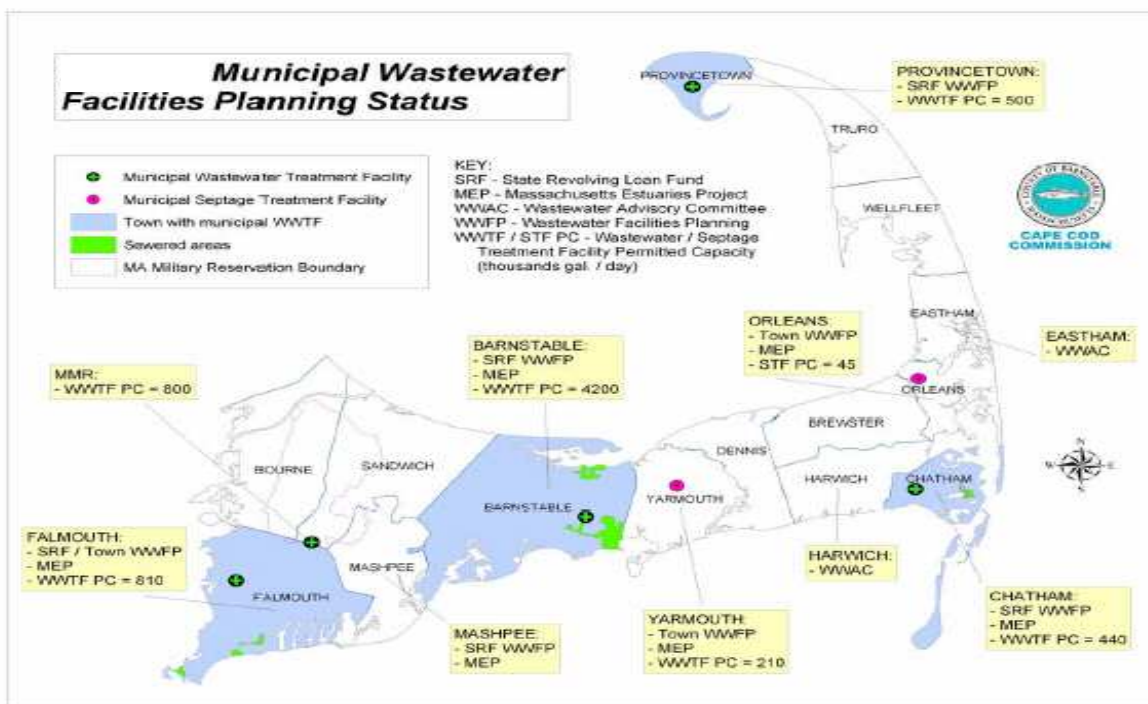 Municipal Wastewater
Facilities Planning Status
Municipal Wastewater Treatment Facility
Municipal Septage Treatment Facility
Town with municipal WWTF
Sewered areas
MA Military Reservation Boundary
KEY:
SRF - State Revolving Loan Fund
MEP - Massachusetts Estuaries Project
WWAC - Wastewater Advisory Committee
WWFP - Wastewater Facilities Planning
WWTF / STF PC - Wastewater / Septage
Treatment Facility Permitted Capacity
(thousands gal. / day)
PROVINCETOWN
PROVINCETOWN:
- SRF WWFP
- WWTF PC = 500
TRURO
WELLFLEET
COUNTY OF BARNSTABLE
MASSACHUSETTS
CAPE COD
COMMISSION
EASTHAM
EASTHAM:
- WWAC
ORLEANS:
- Town WWFP
- MEP
- STF PC = 45
ORLEANS
BARNSTABLE:
- SRF WWFP
- MEP
- WWTF PC = 4200
MMR:
- WWTF PC = 800
BREWSTER
DENNIS
N
W
E
S
BOURNE
SANDWICH
HARWICH
CHATHAM
YARMOUTH
BARNSTABLE
FALMOUTH:
- SRF / Town WWFP
- MEP
- WWTF PC = 810
MASHPEE
FALMOUTH
HARWICH:
- WWAC
MASHPEE:
- SRF WWFP
- MEP
YARMOUTH:
- Town WWFP
- MEP
- WWTF PC = 210
CHATHAM:
- SRF WWFP
- MEP
- WWTF PC = 440